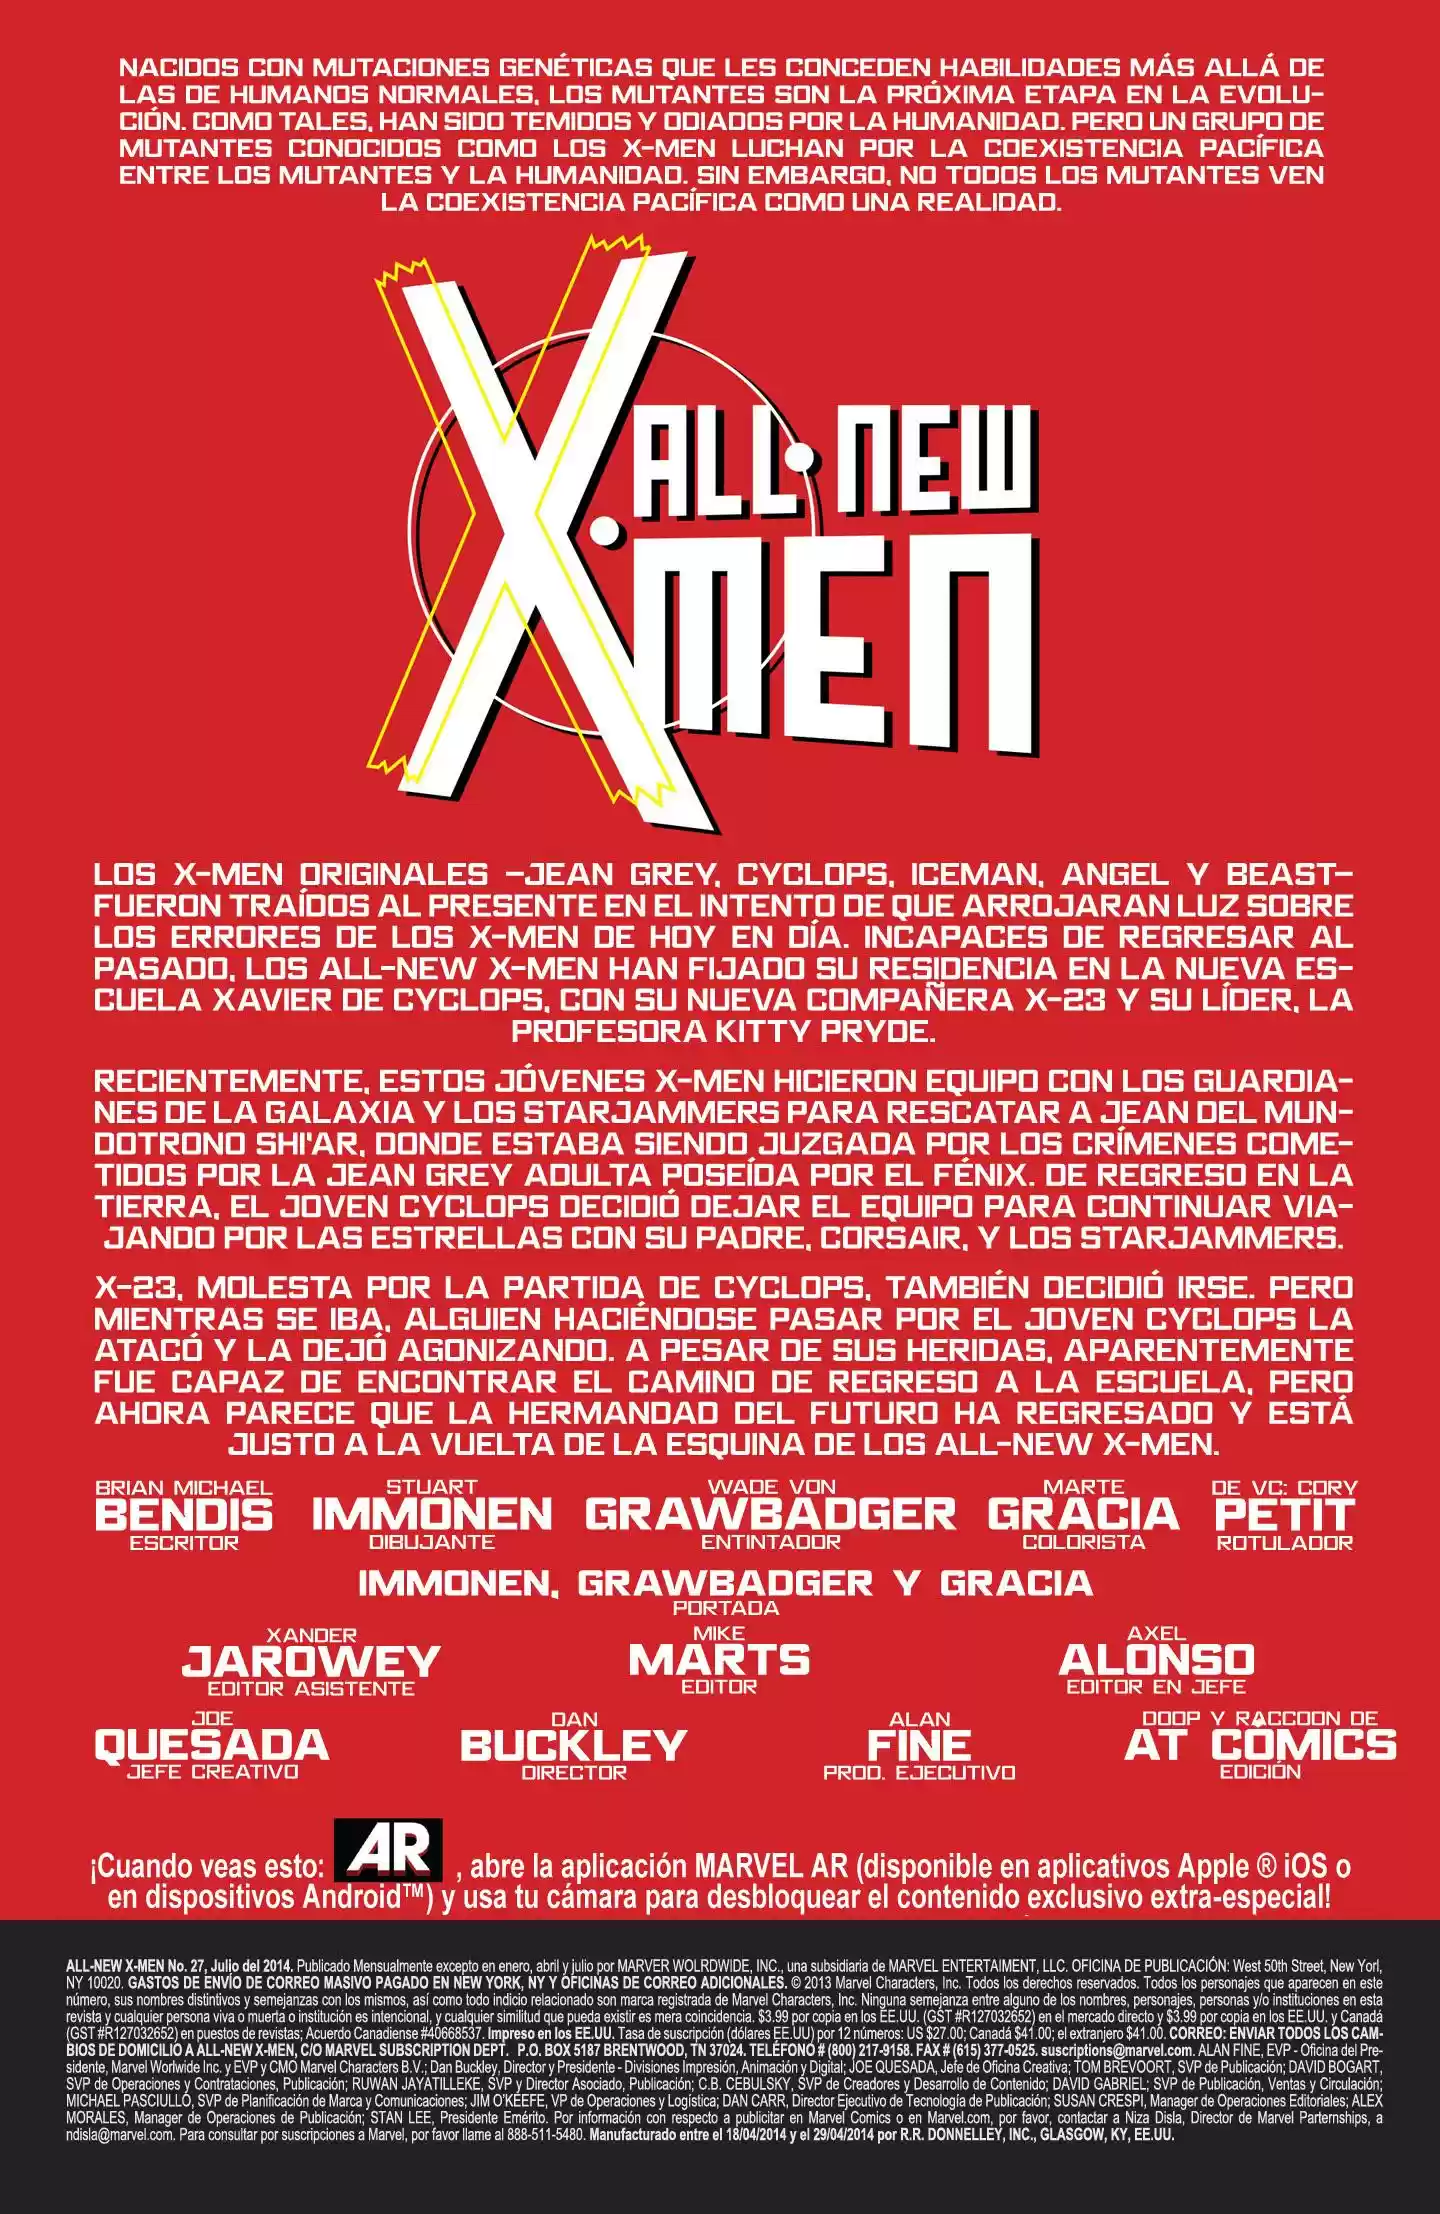 NACIDOS CON MUTACIONES GENÉTICAS QUE LES CONCEDEN HABILIDADES MÁS ALLÁ DE
LAS DE HUMANOS NORMALES, LOS MUTANTES SON LA PRÓXIMA ETAPA EN LA EVOLU-
CIÓN. COMO TALES, HAN SIDO TEMIDOS Y ODIADOS POR LA HUMANIDAD. PERO UN GRUPO DE
MUTANTES CONOCIDOS COMO LOS X-MEN LUCHAN POR LA COEXISTENCIA PACÍFICA
ENTRE LOS MUTANTES Y LA HUMANIDAD. SIN EMBARGO, NO TODOS LOS MUTANTES VEN
LA COEXISTENCIA PACÍFICA COMO UNA REALIDAD.
X ALL·NEW
X·MEN
LOS X-MEN ORIGINALES –JEAN GREY, CYCLOPS, ICEMAN, ANGEL Y BEAST–
FUERON TRAÍDOS AL PRESENTE EN EL INTENTO DE QUE ARROJARAN LUZ SOBRE
LOS ERRORES DE LOS X-MEN DE HOY EN DÍA. INCAPACES DE REGRESAR AL
PASADO, LOS ALL-NEW X-MEN HAN FIJADO SU RESIDENCIA EN LA NUEVA ES-
CUELA XAVIER DE CYCLOPS, CON SU NUEVA COMPAÑERA X-23 Y SU LÍDER, LA
PROFESORA KITTY PRYDE.
RECIENTEMENTE, ESTOS JÓVENES X-MEN HICIERON EQUIPO CON LOS GUARDIA-
NES DE LA GALAXIA Y LOS STARJAMMERS PARA RESCATAR A JEAN DEL MUN-
DOTRONO SHI'AR, DONDE ESTABA SIENDO JUZGADA POR LOS CRÍMENES COME-
TIDOS POR LA JEAN GREY ADULTA POSEÍDA POR EL FÉNIX. DE REGRESO EN LA
TIERRA, EL JOVEN CYCLOPS DECIDIÓ DEJAR EL EQUIPO PARA CONTINUAR VIA-
JANDO POR LAS ESTRELLAS CON SU PADRE, CORSAIR, Y LOS STARJAMMERS.
X-23, MOLESTA POR LA PARTIDA DE CYCLOPS, TAMBIÉN DECIDIÓ IRSE. PERO
MIENTRAS SE IBA, ALGUIEN HACIÉNDOSE PASAR POR EL JOVEN CYCLOPS LA
ATACÓ Y LA DEJÓ AGONIZANDO. A PESAR DE SUS HERIDAS, APARENTEMENTE
FUE CAPAZ DE ENCONTRAR EL CAMINO DE REGRESO A LA ESCUELA, PERO
AHORA PARECE QUE LA HERMANDAD DEL FUTURO HA REGRESADO Y ESTÁ
JUSTO A LA VUELTA DE LA ESQUINA DE LOS ALL-NEW X-MEN.
BRIAN MICHAEL STUART WADE VON MARTE DE VC: CORY
BENDIS IMMONEN GRAWBADGER GRACIA PETIT
ESCRITOR DIBUJANTE ENTINTADOR COLORISTA ROTULADOR
IMMONEN, GRAWBADGER Y GRACIA
PORTADA
XANDER MIKE AXEL
JAROWEY MARTS ALONSO
EDITOR ASISTENTE EDITOR EDITOR EN JEFE
JOE DAN ALAN DOOP Y RACCOON DE
QUESADA BUCKLEY FINE AT CÓMICS
JEFE CREATIVO DIRECTOR PROD. EJECUTIVO EDICIÓN
¡Cuando veas esto: AR , abre la aplicación MARVEL AR (disponible en aplicativos Apple ® iOS o
en dispositivos Android™) y usa tu cámara para desbloquear el contenido exclusivo extra-especial!
ALL-NEW X-MEN No. 27, Julio del 2014. Publicado Mensualmente excepto en enero, abril y julio por MARVER WOLRDWIDE, INC., una subsidiaria de MARVEL ENTERTAIMENT, LLC. OFICINA DE PUBLICACIÓN: West 50th Street, New Yorl,
NY 10020. GASTOS DE ENVÍO DE CORREO MASIVO PAGADO EN NEW YORK, NY Y OFICINAS DE CORREO ADICIONALES. © 2013 Marvel Characters, Inc. Todos los derechos reservados. Todos los personajes que aparecen en este
número, sus nombres distintivos y semejanzas con los mismos, así como todo indicio relacionado son marca registrada de Marvel Characters, Inc. Ninguna semejanza entre alguno de los nombres, personajes, personas y/o instituciones en esta
revista y cualquier persona viva o muerta o institución es intencional, y cualquier similitud que pueda existir es mera coincidencia. $3.99 por copia en los EE.UU. (GST #R127032652) en el mercado directo y $3.99 por copia en los EE.UU. y Canadá
(GST #R127032652) en puestos de revistas; Acuerdo Canadiense #40668537. Impreso en los EE.UU. Tasa de suscripción (dólares EE.UU) por 12 números: US $27.00; Canadá $41.00; el extranjero $41.00. CORREO: ENVIAR TODOS LOS CAM-
BIOS DE DOMICILIO A ALL-NEW X-MEN, C/O MARVEL SUBSCRIPTION DEPT. P.O. BOX 5187 BRENTWOOD, TN 37024. TELÉFONO # (800) 217-9158. FAX # (615) 377-0525. suscriptions@marvel.com. ALAN FINE, EVP - Oficina del Pre-
sidente, Marvel Worlwide Inc. y EVP y CMO Marvel Characters B.V.; Dan Buckley, Director y Presidente - Divisiones Impresión, Animación y Digital; JOE QUESADA, Jefe de Oficina Creativa; TOM BREVOORT, SVP de Publicación; DAVID BOGART,
SVP de Operaciones y Contrataciones, Publicación; RUWAN JAYATILLEKE, SVP y Director Asociado, Publicación; C.B. CEBULSKY, SVP de Creadores y Desarrollo de Contenido; DAVID GABRIEL; SVP de Publicación, Ventas y Circulación;
MICHAEL PASCIULLO, SVP de Planificación de Marca y Comunicaciones; JIM O'KEEFE, VP de Operaciones y Logística; DAN CARR, Director Ejecutivo de Tecnología de Publicación; SUSAN CRESPI, Manager de Operaciones Editoriales; ALEX
MORALES, Manager de Operaciones de Publicación; STAN LEE, Presidente Emérito. Por información con respecto a publicitar en Marvel Comics o en Marvel.com, por favor, contactar a Niza Disla, Director de Marvel Parternships, a
ndisla@marvel.com. Para consultar por suscripciones a Marvel, por favor llame al 888-511-5480. Manufacturado entre el 18/04/2014 y el 29/04/2014 por R.R. DONNELLEY, INC., GLASGOW, KY, EE.UU.